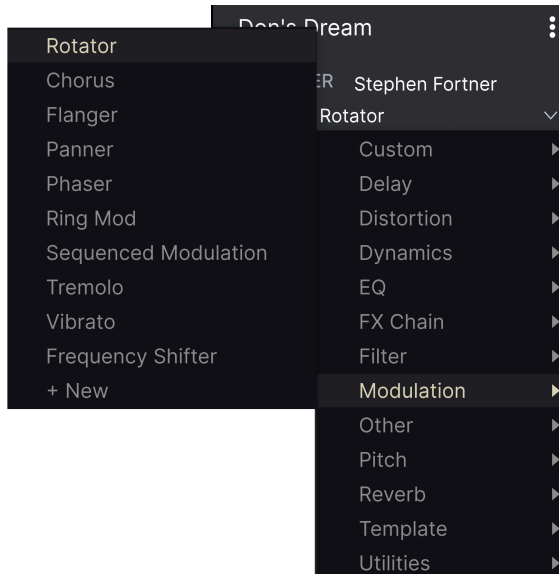 Don's Dream
ER Stephen Fortner
Rotator
Custom
Delay
Distortion
Dynamics
EQ
FX Chain
Filter
Modulation
Other
Pitch
Reverb
Template
Utilities
Rotator
Chorus
Flanger
Panner
Phaser
Ring Mod
Sequenced Modulation
Tremolo
Vibrato
Frequency Shifter
+ New